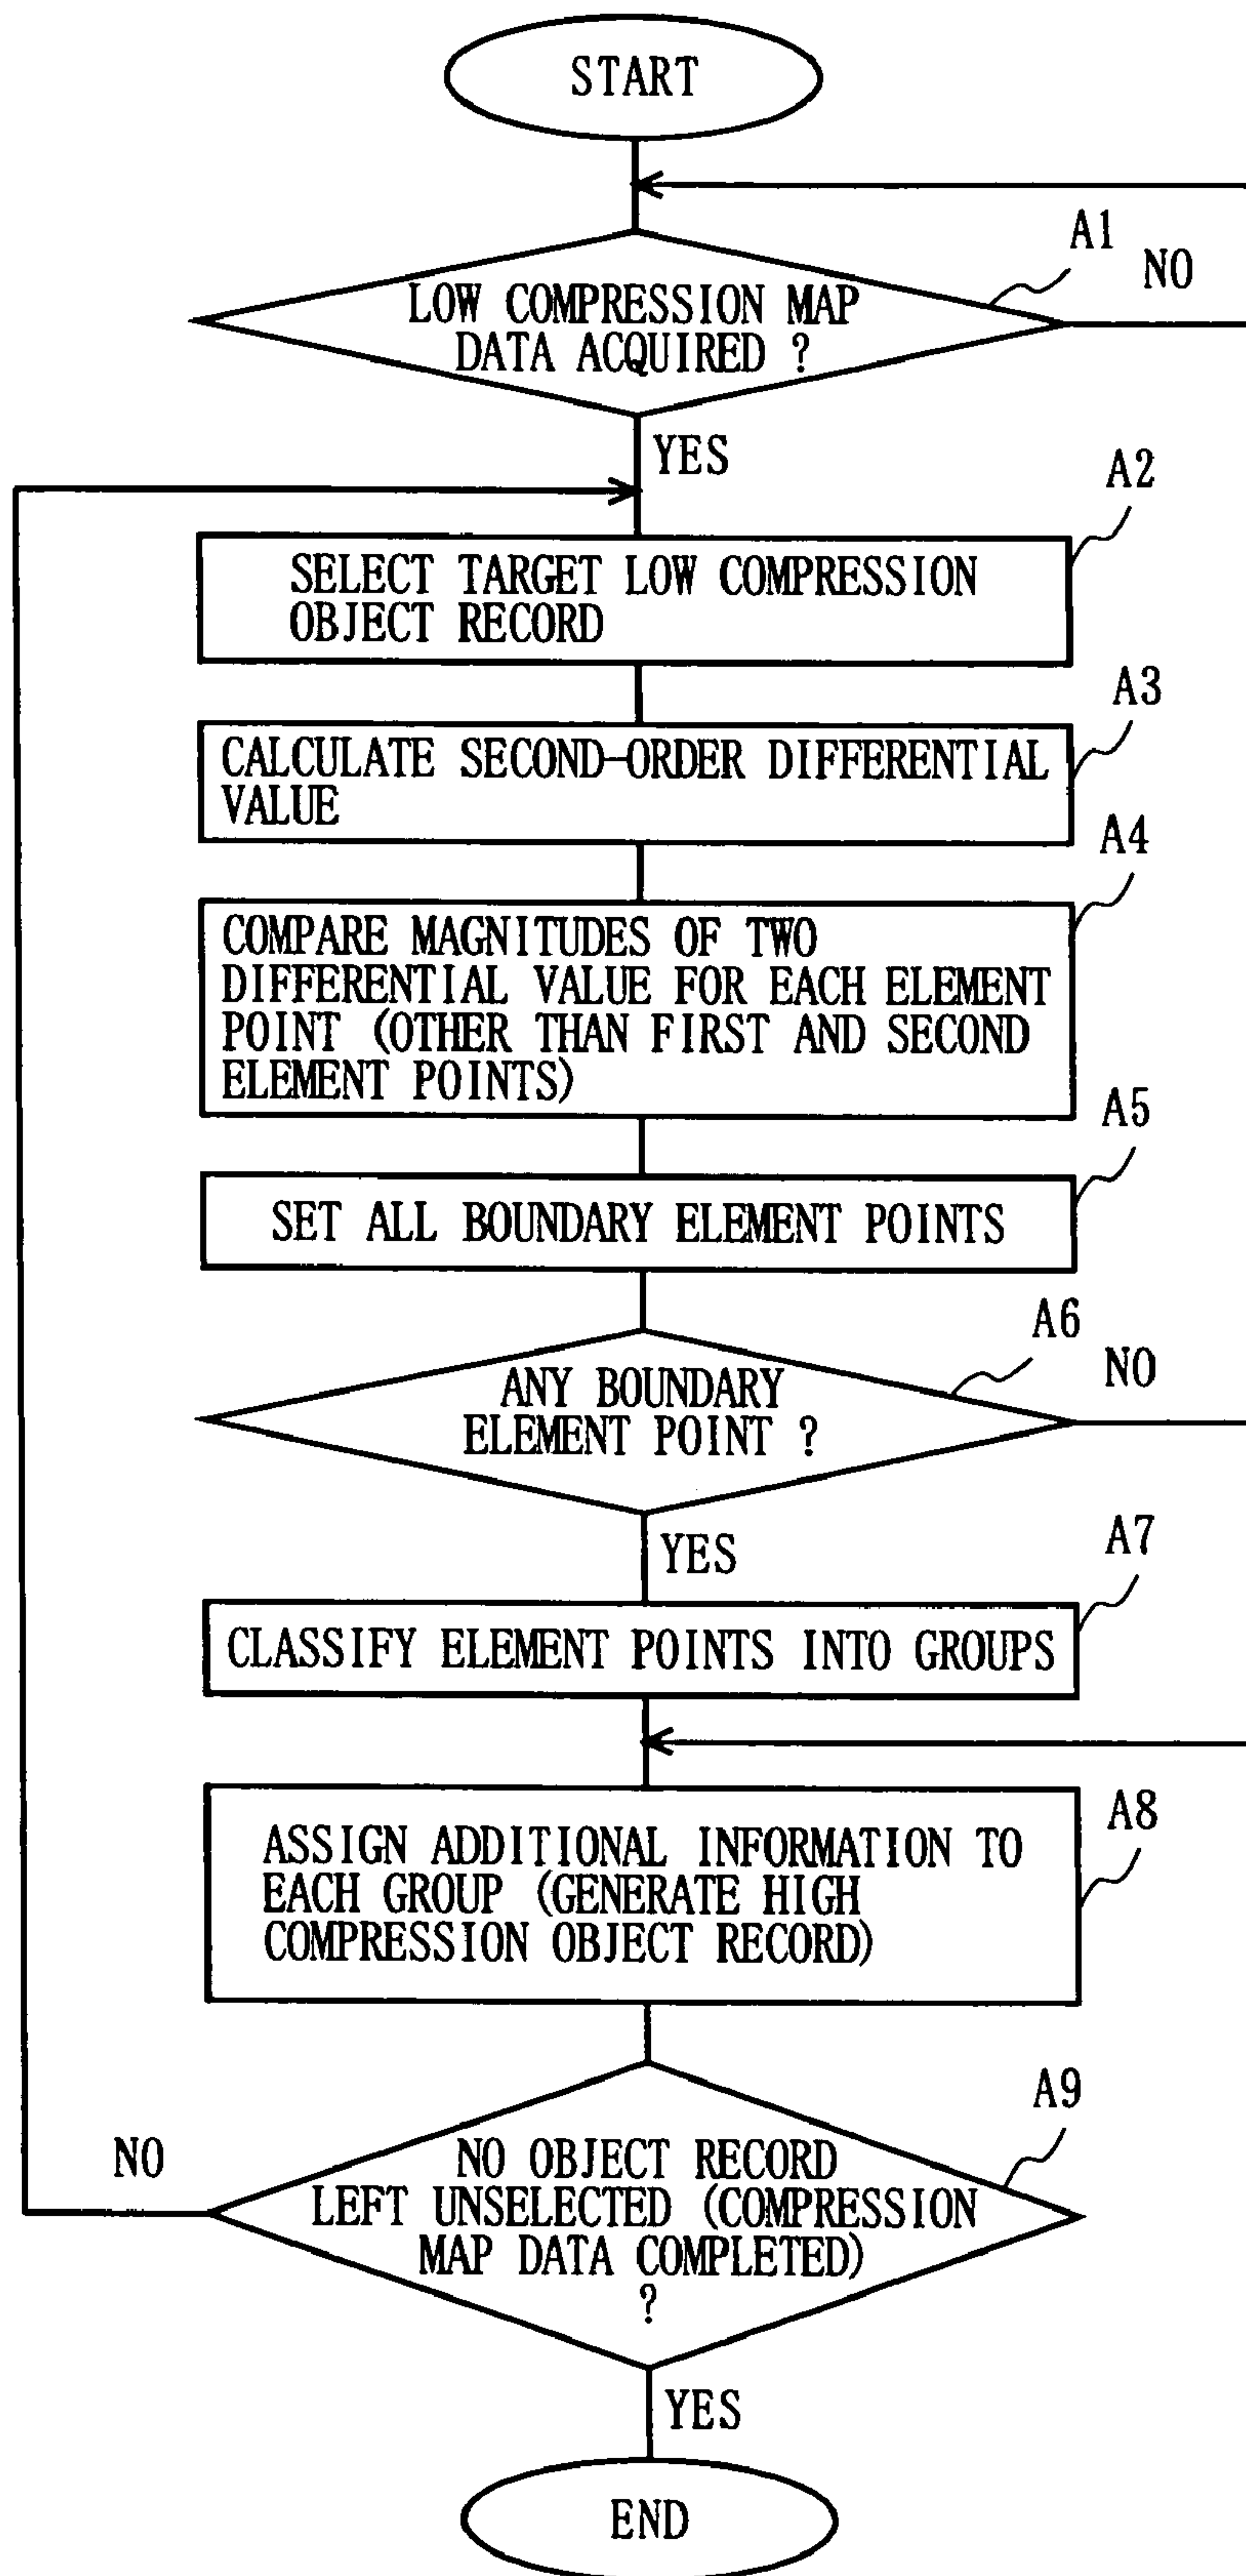 START
A1
NO
LOW COMPRESSION MAP
DATA ACQUIRED ?
YES
A2
SELECT TARGET LOW COMPRESSION
OBJECT RECORD
A3
CALCULATE SECOND-ORDER DIFFERENTIAL
VALUE
A4
COMPARE MAGNITUDES OF TWO
DIFFERENTIAL VALUE FOR EACH ELEMENT
POINT (OTHER THAN FIRST AND SECOND
ELEMENT POINTS)
A5
SET ALL BOUNDARY ELEMENT POINTS
A6
NO
ANY BOUNDARY
ELEMENT POINT ?
YES
A7
CLASSIFY ELEMENT POINTS INTO GROUPS
A8
ASSIGN ADDITIONAL INFORMATION TO
EACH GROUP (GENERATE HIGH
COMPRESSION OBJECT RECORD)
A9
NO
NO OBJECT RECORD
LEFT UNSELECTED (COMPRESSION
MAP DATA COMPLETED)
?
YES
END